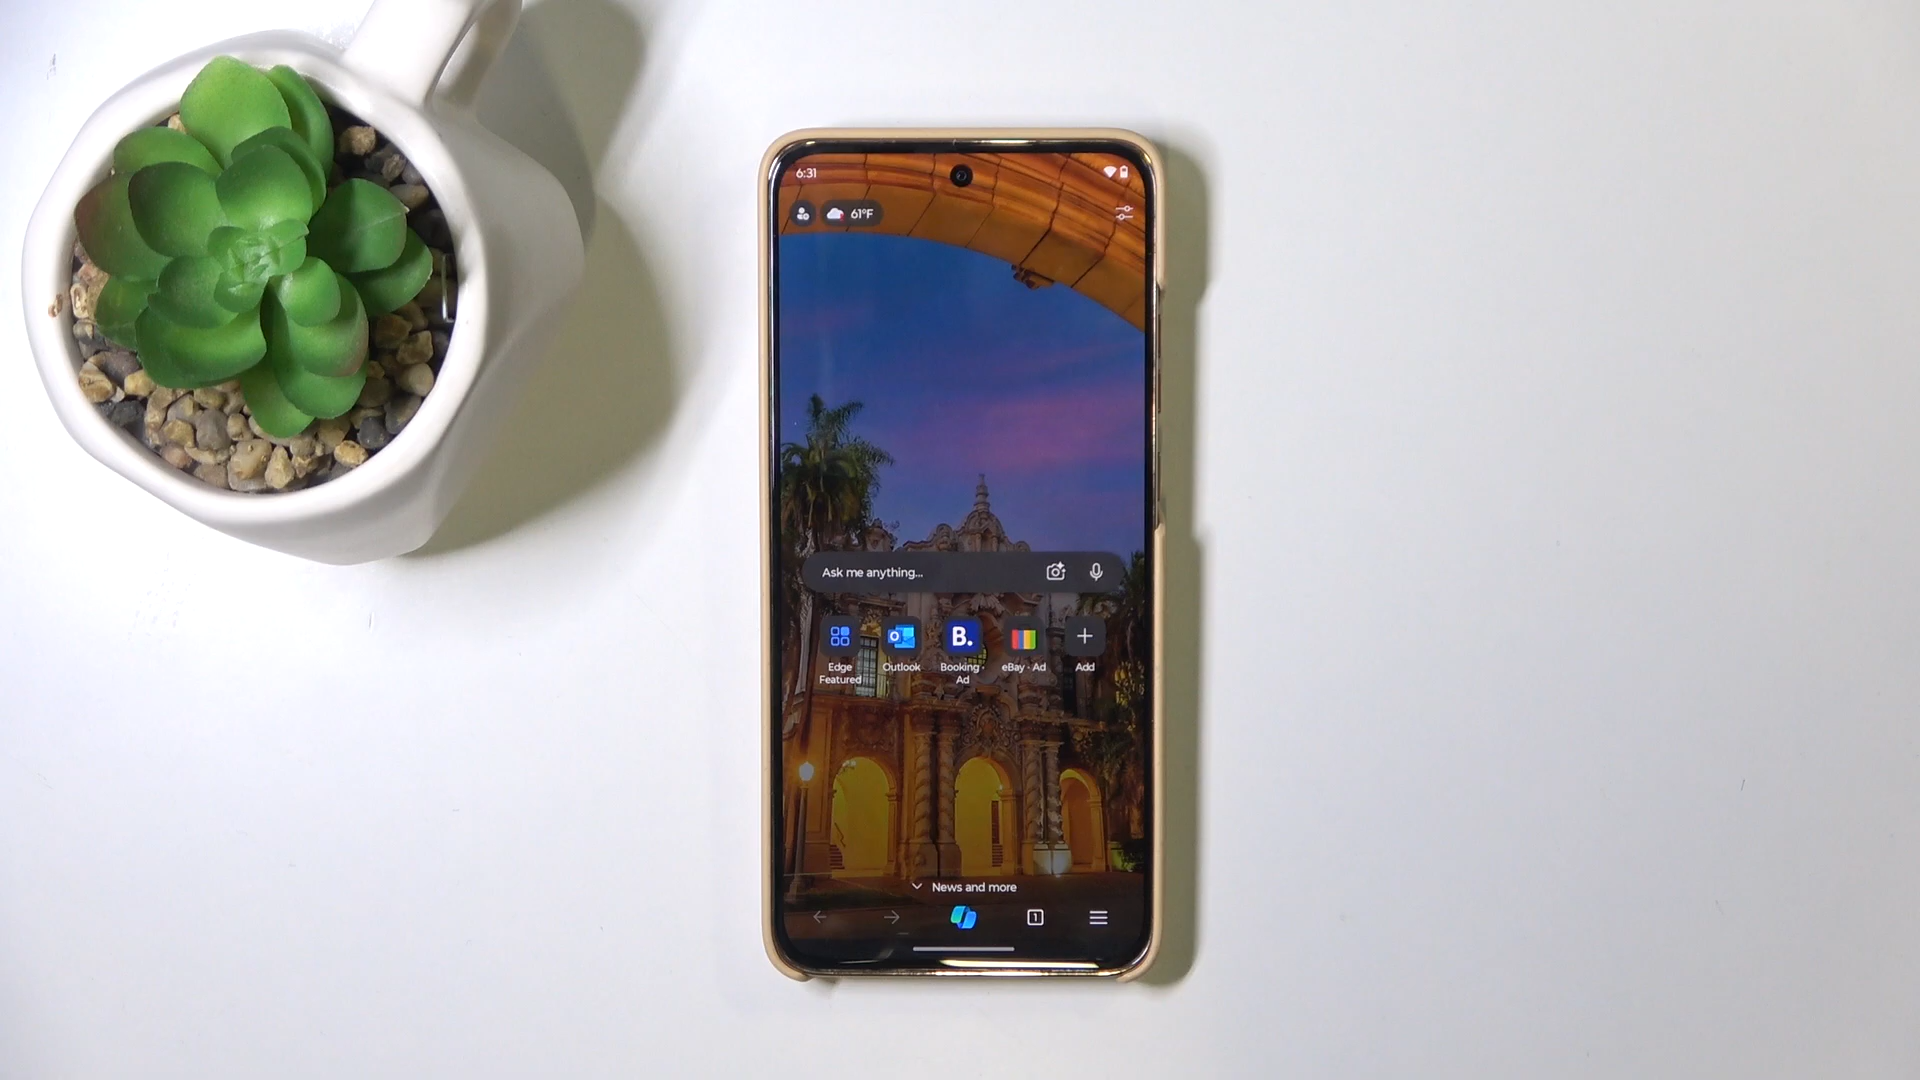 6:31
61°F
Ask me anything...
Edge
Featured
Outlook
B.
Booking ·
Ad
eBay · Ad
Add
News and more
1